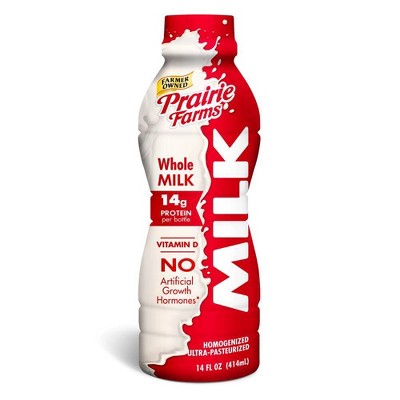 FARMER
OWNED
Prairie
Farms
Whole
MILK
14g
PROTEIN
per bottle
VITAMIN D
NO
Artificial
Growth
Hormones*
MILK
HOMOGENIZED
ULTRA-PASTEURIZED
14 FL OZ (414mL)